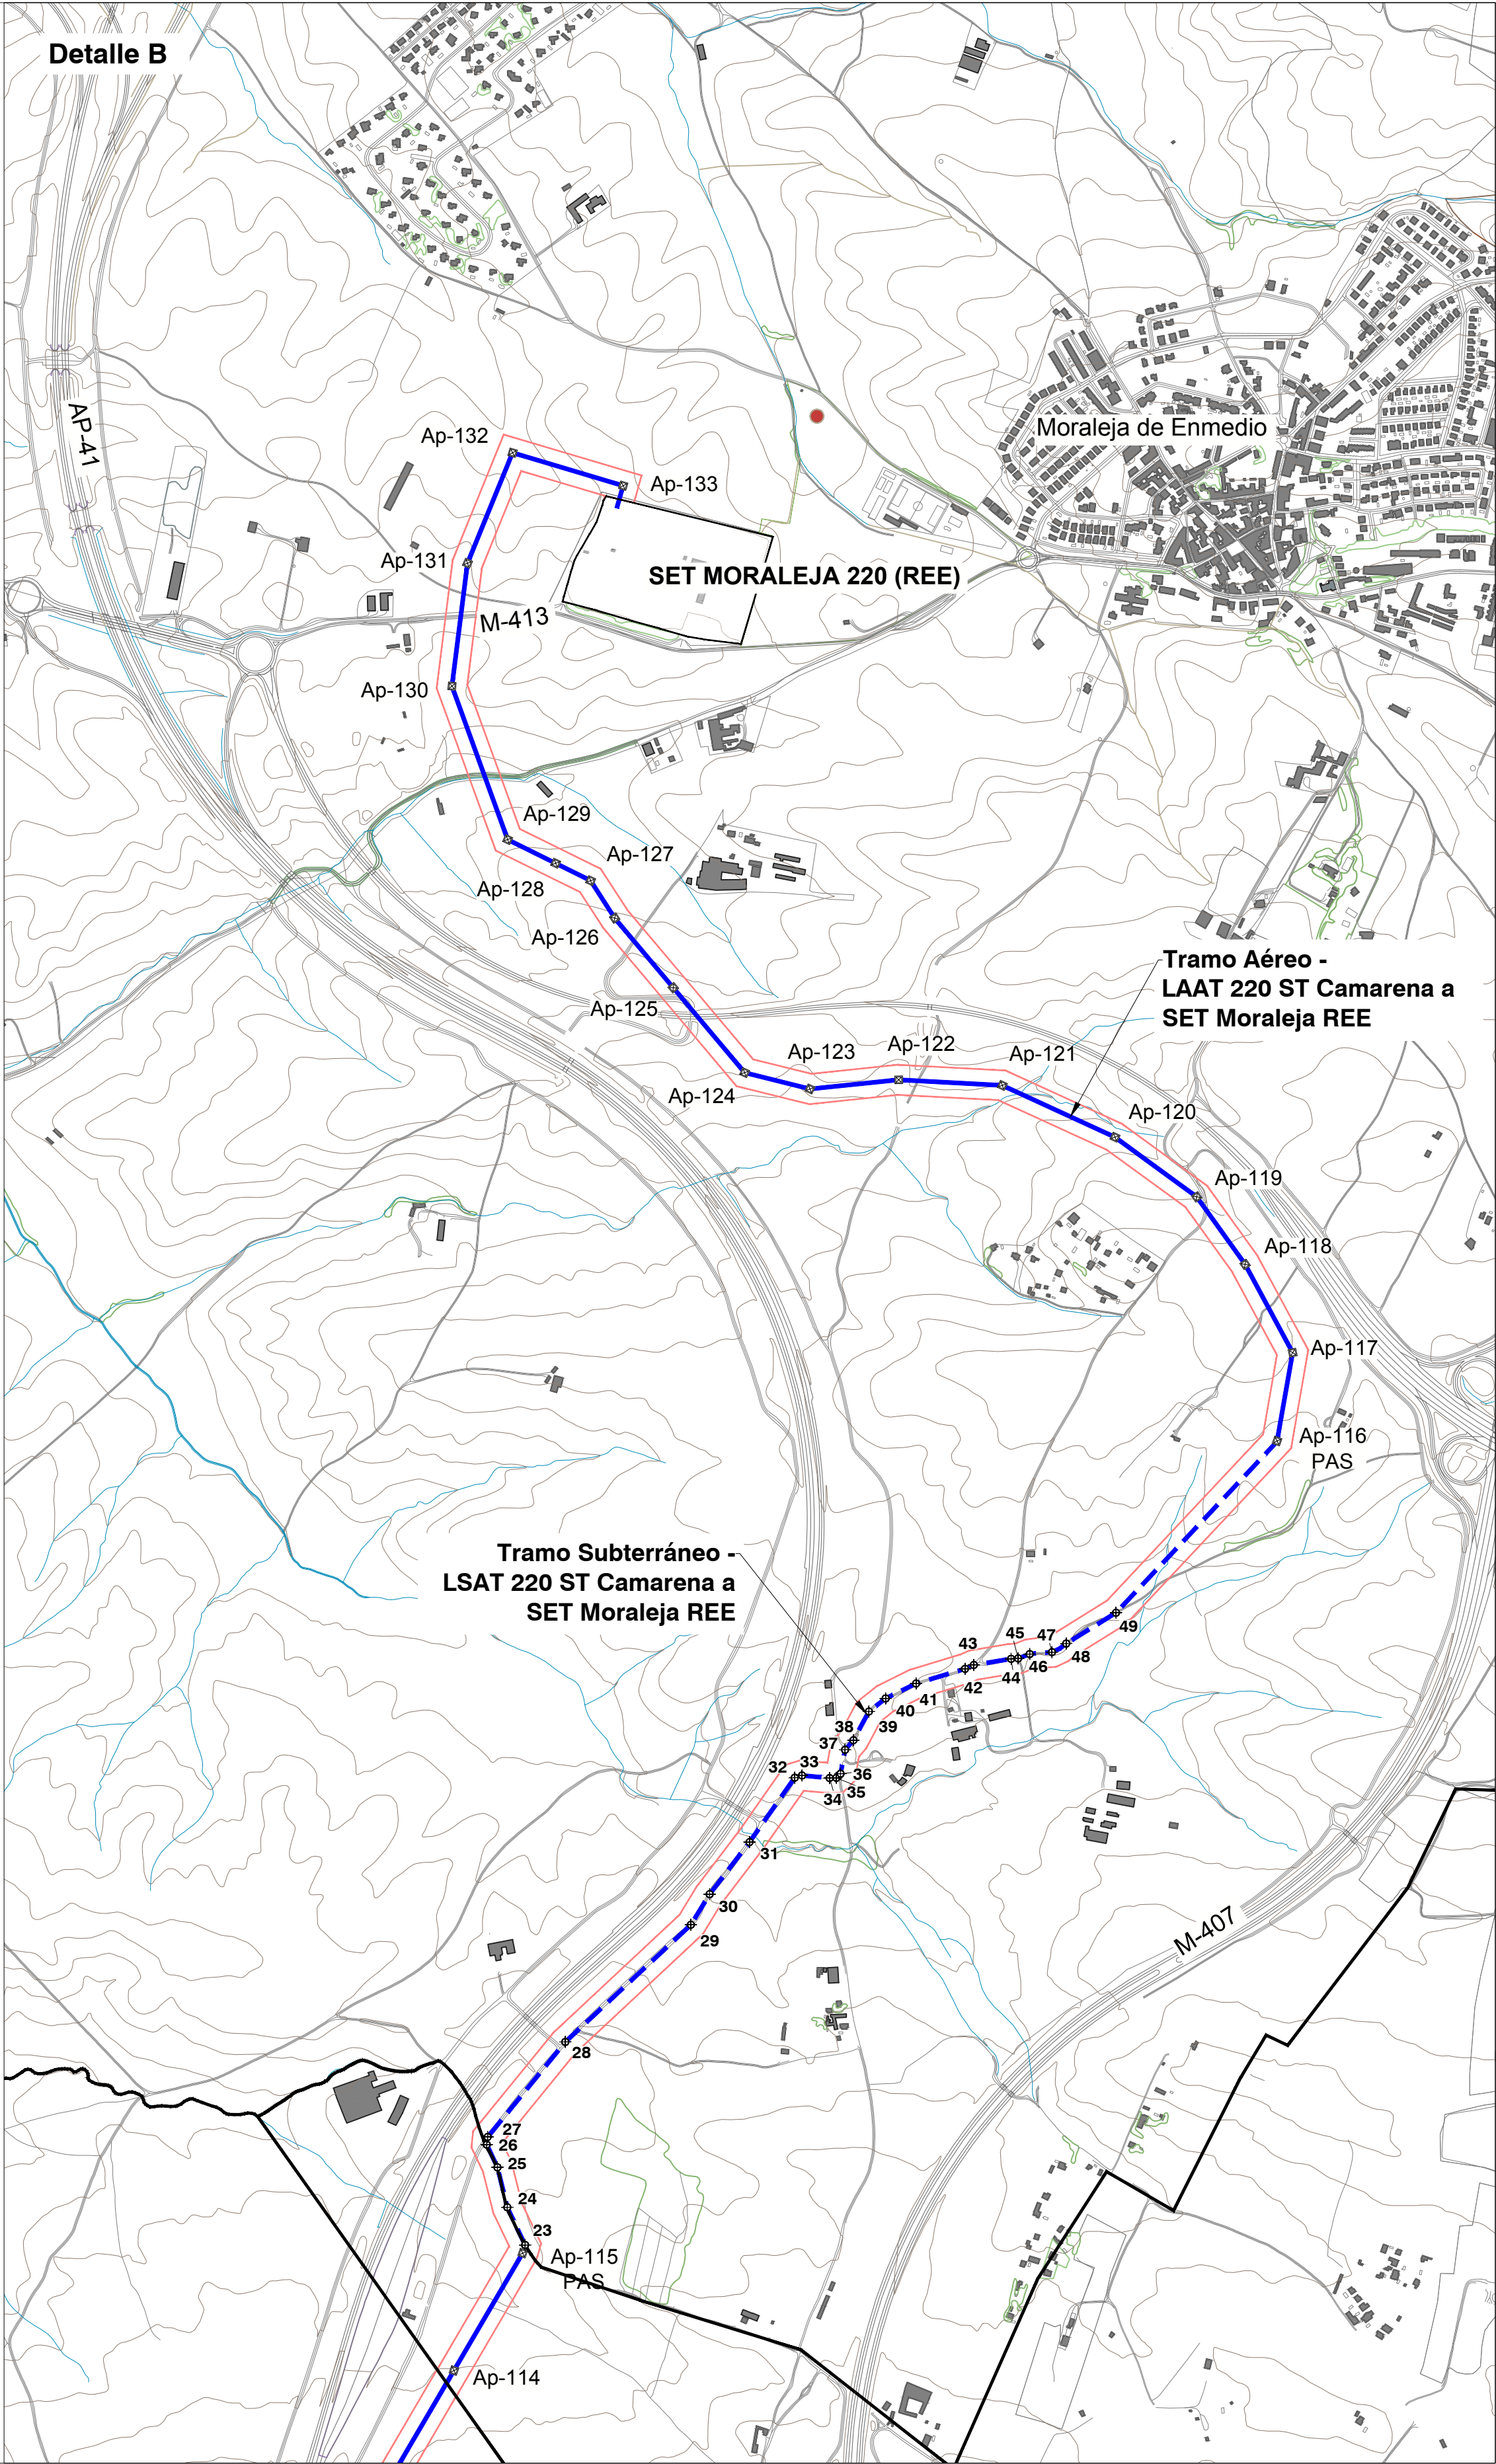 Detalle B
AP-41
Moraleja de Enmedio
Ap-132
Ap-133
Ap-131
SET MORALEJA 220 (REE)
M-413
Ap-130
Ap-129
Ap-127
Ap-128
Ap-126
Tramo Aéreo -
LAAT 220 ST Camarena a
SET Moraleja REE
Ap-125
Ap-122
Ap-123
Ap-121
Ap-124
Ap-120
Ap-119
Ap-118
Ap-117
Ap-116
PAS
Tramo Subterráneo -
LSAT 220 ST Camarena a
SET Moraleja REE
49
45
47
43
46
48
44
42
41
40
38
39
37
32
33
36
35
34
31
30
29
M-407
28
27
26
25
24
23
Ap-115
PAS
Ap-114